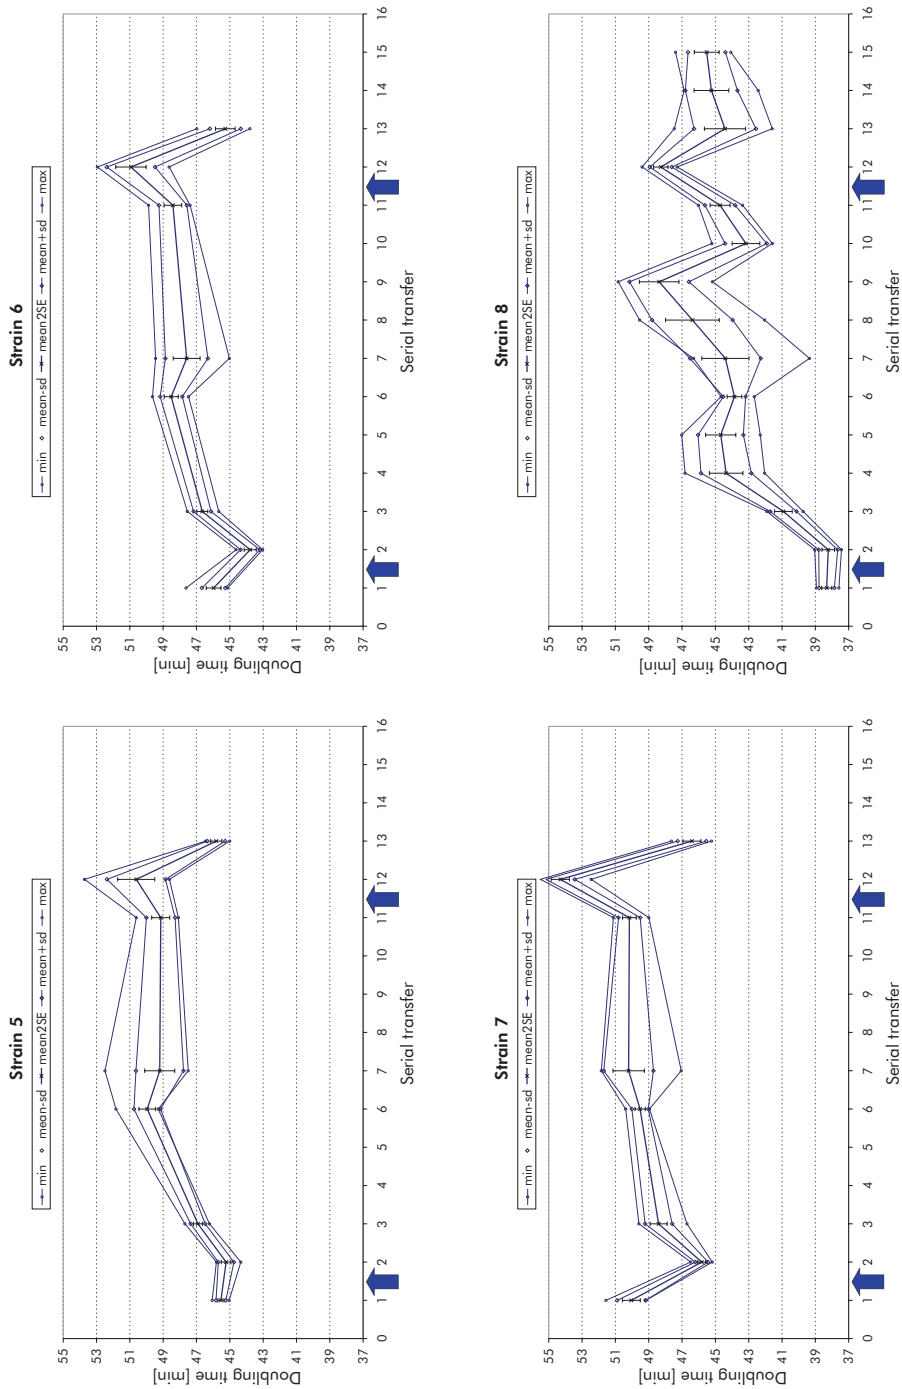 Strain 5
min mean-sd mean2SE mean+sd max
55
53
51
49
47
45
43
41
39
37
Doubling time [min]
0 1 2 3 4 5 6 7 8 9 10 11 12 13 14 15 16
Serial transfer
Strain 6
min mean-sd mean2SE mean+sd max
55
53
51
49
47
45
43
41
39
37
Doubling time [min]
0 1 2 3 4 5 6 7 8 9 10 11 12 13 14 15 16
Serial transfer
Strain 7
min mean-sd mean2SE mean+sd max
55
53
51
49
47
45
43
41
39
37
Doubling time [min]
0 1 2 3 4 5 6 7 8 9 10 11 12 13 14 15 16
Serial transfer
Strain 8
min mean-sd mean2SE mean+sd max
55
53
51
49
47
45
43
41
39
37
Doubling time [min]
0 1 2 3 4 5 6 7 8 9 10 11 12 13 14 15 16
Serial transfer